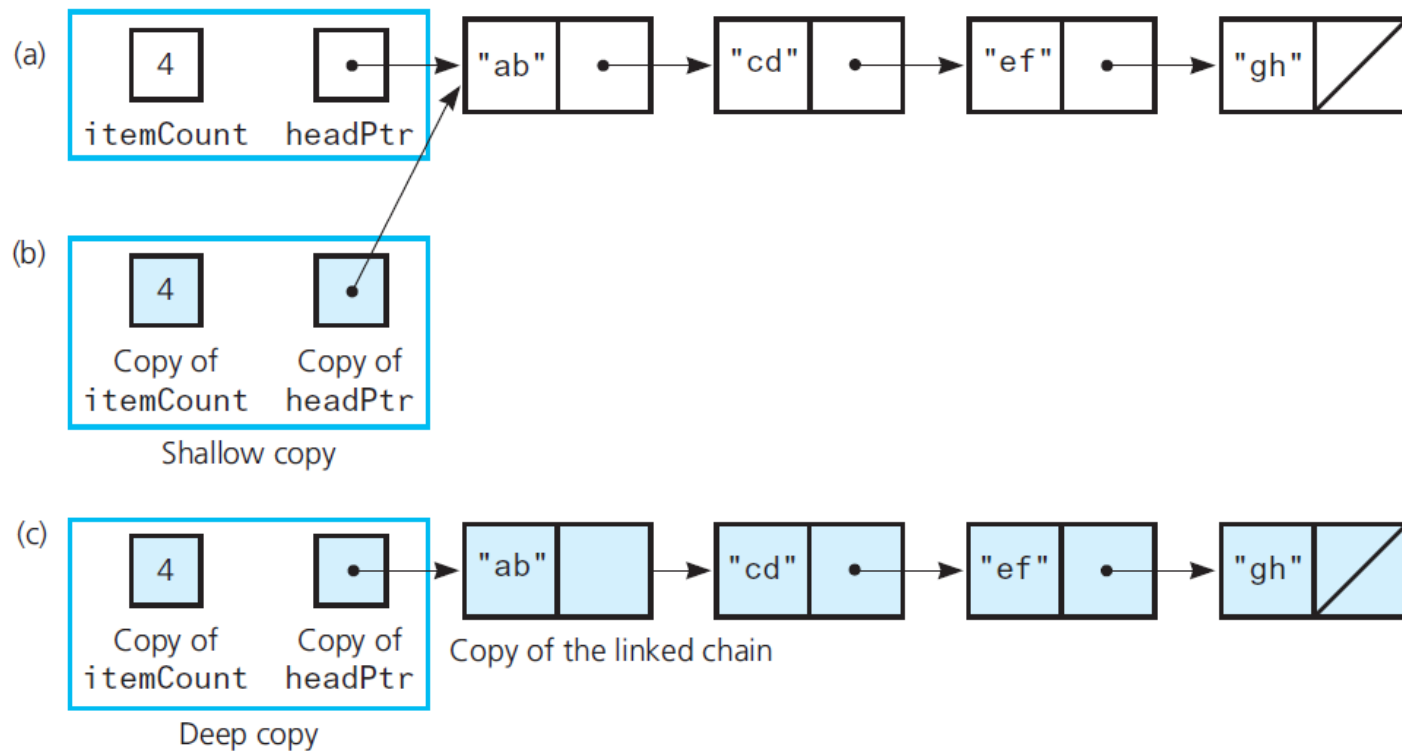 (a)
4
"ab"
"cd"
"ef"
"gh"
itemCount headPtr
(b)
4
Copy of Copy of
itemCount headPtr
Shallow copy
(c)
4
"ab"
"cd"
"ef"
"gh"
Copy of Copy of
itemCount headPtr
Copy of the linked chain
Deep copy